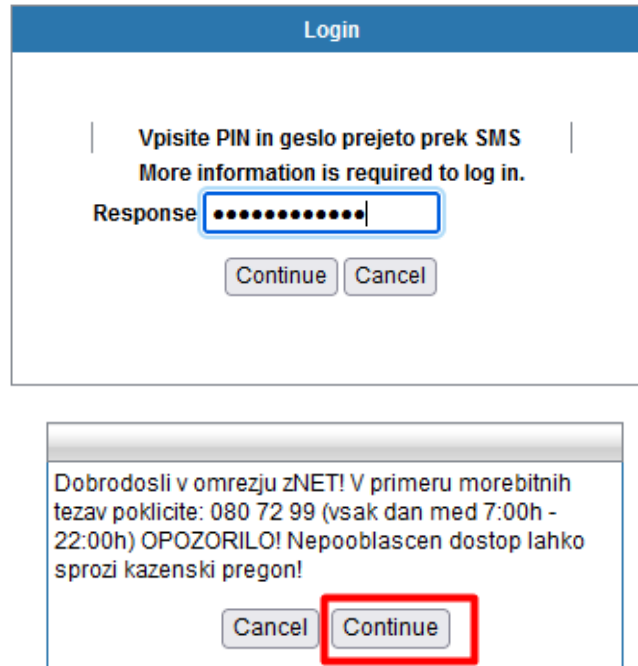 Login
Vpisite PIN in geslo prejeto prek SMS
More information is required to log in.
Response ••••••••••••
Continue Cancel
Dobrodosli v omrezju zNET! V primeru morebitnih
tezav poklicite: 080 72 99 (vsak dan med 7:00h -
22:00h) OPOZORILO! Nepooblascen dostop lahko
sprozi kazenski pregon!
Cancel Continue